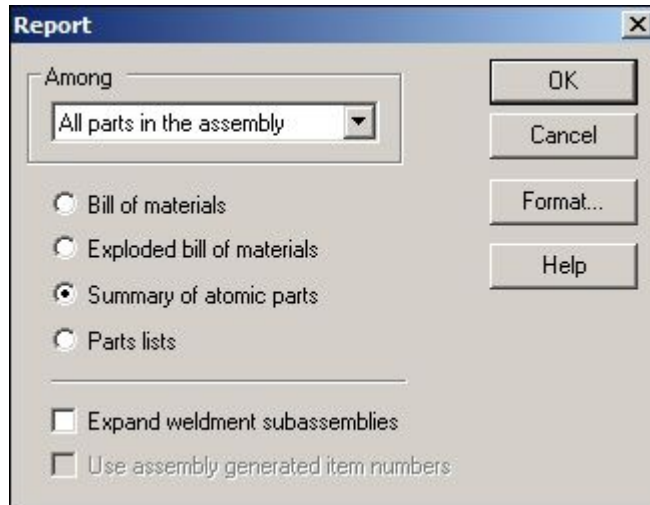 Report
Among
All parts in the assembly
OK
Cancel
Bill of materials
Format...
Exploded bill of materials
Help
Summary of atomic parts
Parts lists
Expand weldment subassemblies
Use assembly generated item numbers